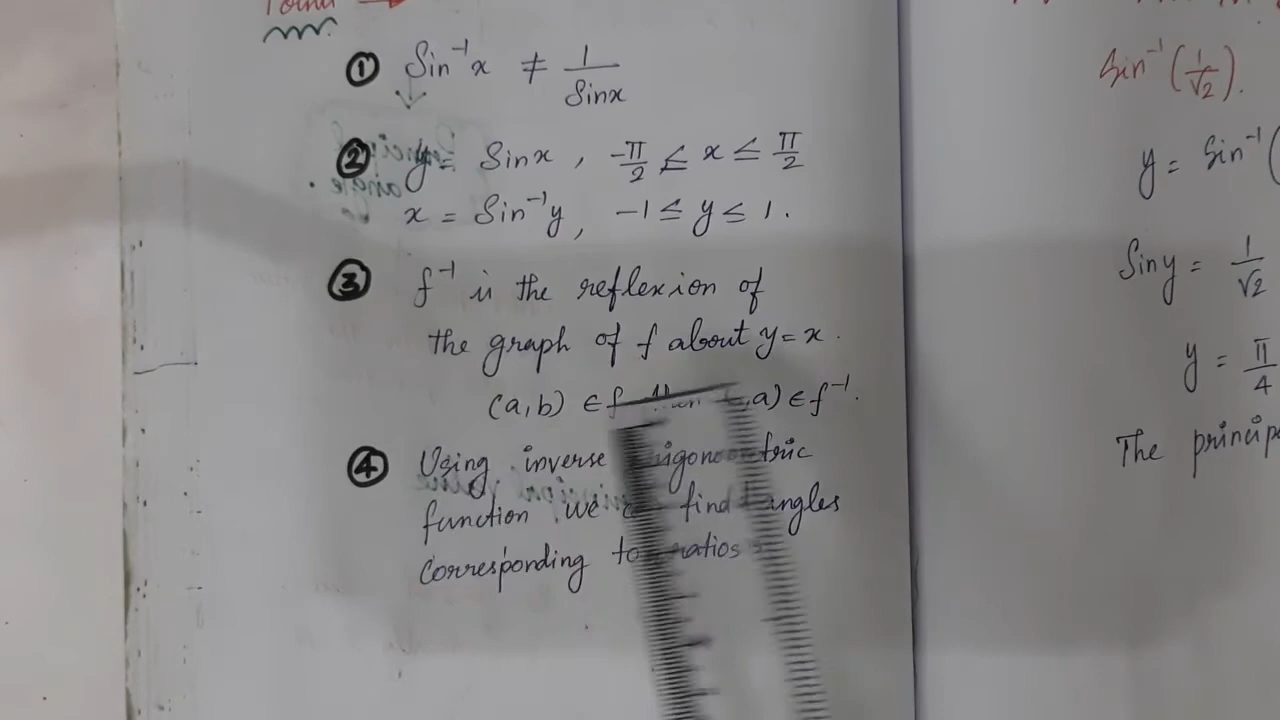 ① Sin⁻¹x ≠ 1/Sinx
② y = Sinx, -π/2 ≤ x ≤ π/2
x = Sin⁻¹y, -1 ≤ y ≤ 1.
③ f⁻¹ is the reflexion of
the graph of f about y=x.
(a,b) ∈ f a) ∈ f⁻¹.
④ Using inverse
function we find angles
corresponding to ratios
Sin⁻¹(1/√2).
y = Sin⁻¹(
Siny = 1/√2
y = π/4
The